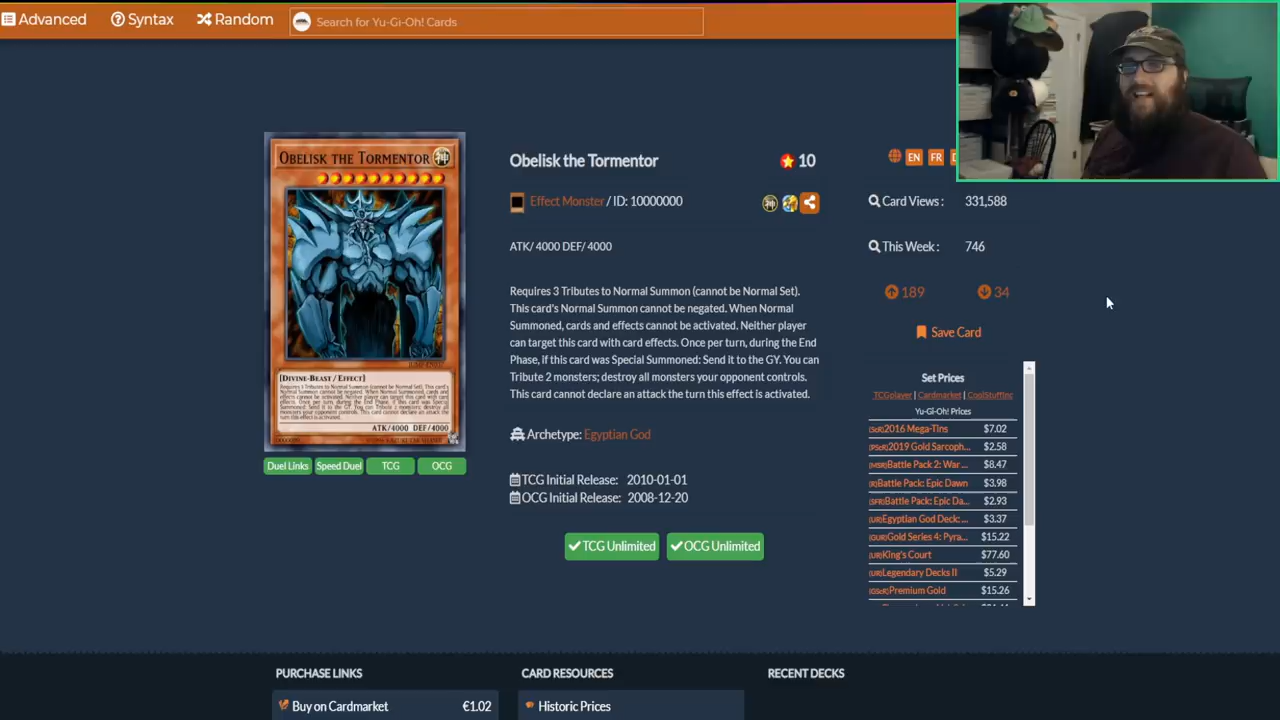 Advanced
Syntax
Random
Search for Yu-Gi-Oh! Cards
OBELISK THE TORMENTOR
[DIVINE-BEAST / EFFECT]
ATK/4000 DEF/4000
Duel Links
Speed Duel
TCG
OCG
Obelisk the Tormentor
10
Effect Monster / ID: 10000000
ATK/ 4000 DEF/ 4000
Requires 3 Tributes to Normal Summon (cannot be Normal Set).
This card's Normal Summon cannot be negated. When Normal
Summoned, cards and effects cannot be activated. Neither player
can target this card with card effects. Once per turn, during the End
Phase, if this card was Special Summoned: Send it to the GY. You can
Tribute 2 monsters; destroy all monsters your opponent controls.
This card cannot declare an attack the turn this effect is activated.
Archetype: Egyptian God
TCG Initial Release: 2010-01-01
OCG Initial Release: 2008-12-20
TCG Unlimited
OCG Unlimited
EN
FR
Card Views : 331,588
This Week : 746
189
34
Save Card
Set Prices
TCGplayer | Cardmarket | CoolStuffInc
Yu-Gi-Oh! Prices
2016 Mega-Tins $7.02
2019 Gold Sarcoph... $2.58
Battle Pack 2: War ... $8.47
Battle Pack: Epic Dawn $3.98
Battle Pack: Epic Da... $2.93
Egyptian God Deck: ... $3.37
Gold Series 4: Pyra... $15.22
King's Court $77.60
Legendary Decks II $5.29
Premium Gold $15.26
PURCHASE LINKS
Buy on Cardmarket €1.02
CARD RESOURCES
Historic Prices
RECENT DECKS